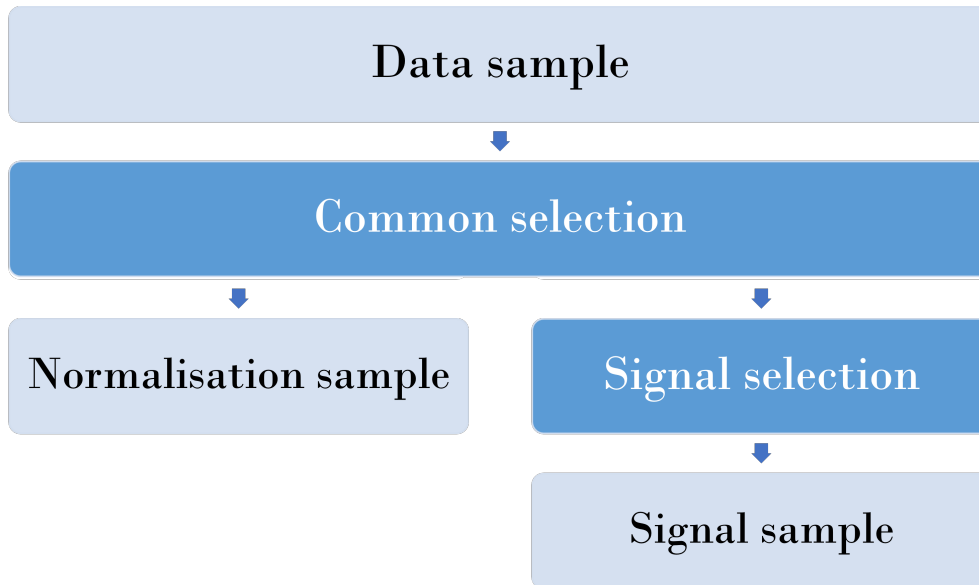 Data sample
Common selection
Normalisation sample
Signal selection
Signal sample